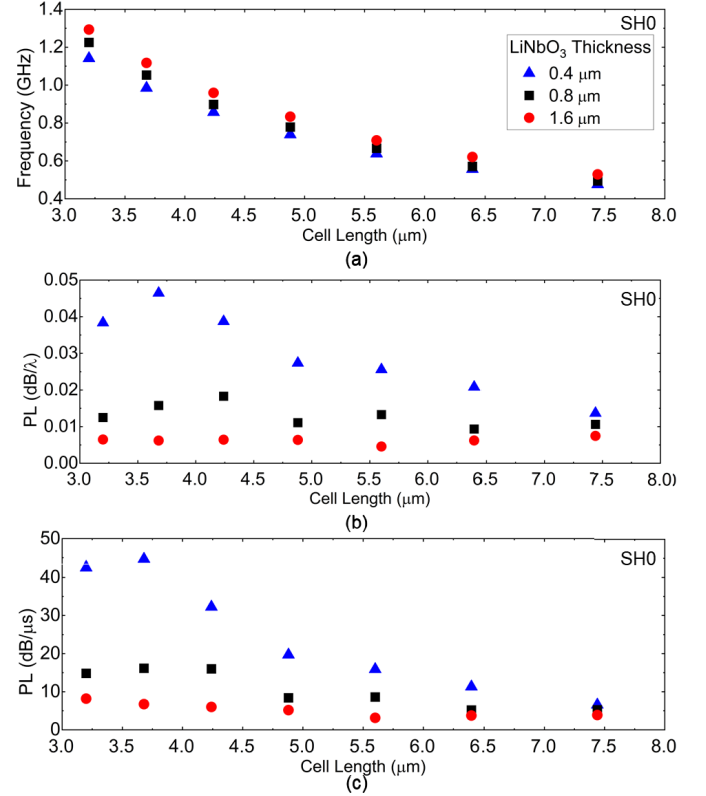 1.4
1.2
1.0
0.8
0.6
0.4
Frequency (GHz)
SH0
LiNbO₃ Thickness
0.4 μm
0.8 μm
1.6 μm
3.0 3.5 4.0 4.5 5.0 5.5 6.0 6.5 7.0 7.5 8.0
Cell Length (μm)
(a)
0.05
0.04
0.03
0.02
0.01
0.00
PL (dB/λ)
SH0
3.0 3.5 4.0 4.5 5.0 5.5 6.0 6.5 7.0 7.5 8.0)
Cell Length (μm)
(b)
50
40
30
20
10
0
PL (dB/μs)
SH0
3.0 3.5 4.0 4.5 5.0 5.5 6.0 6.5 7.0 7.5 8.0
Cell Length (μm)
(c)